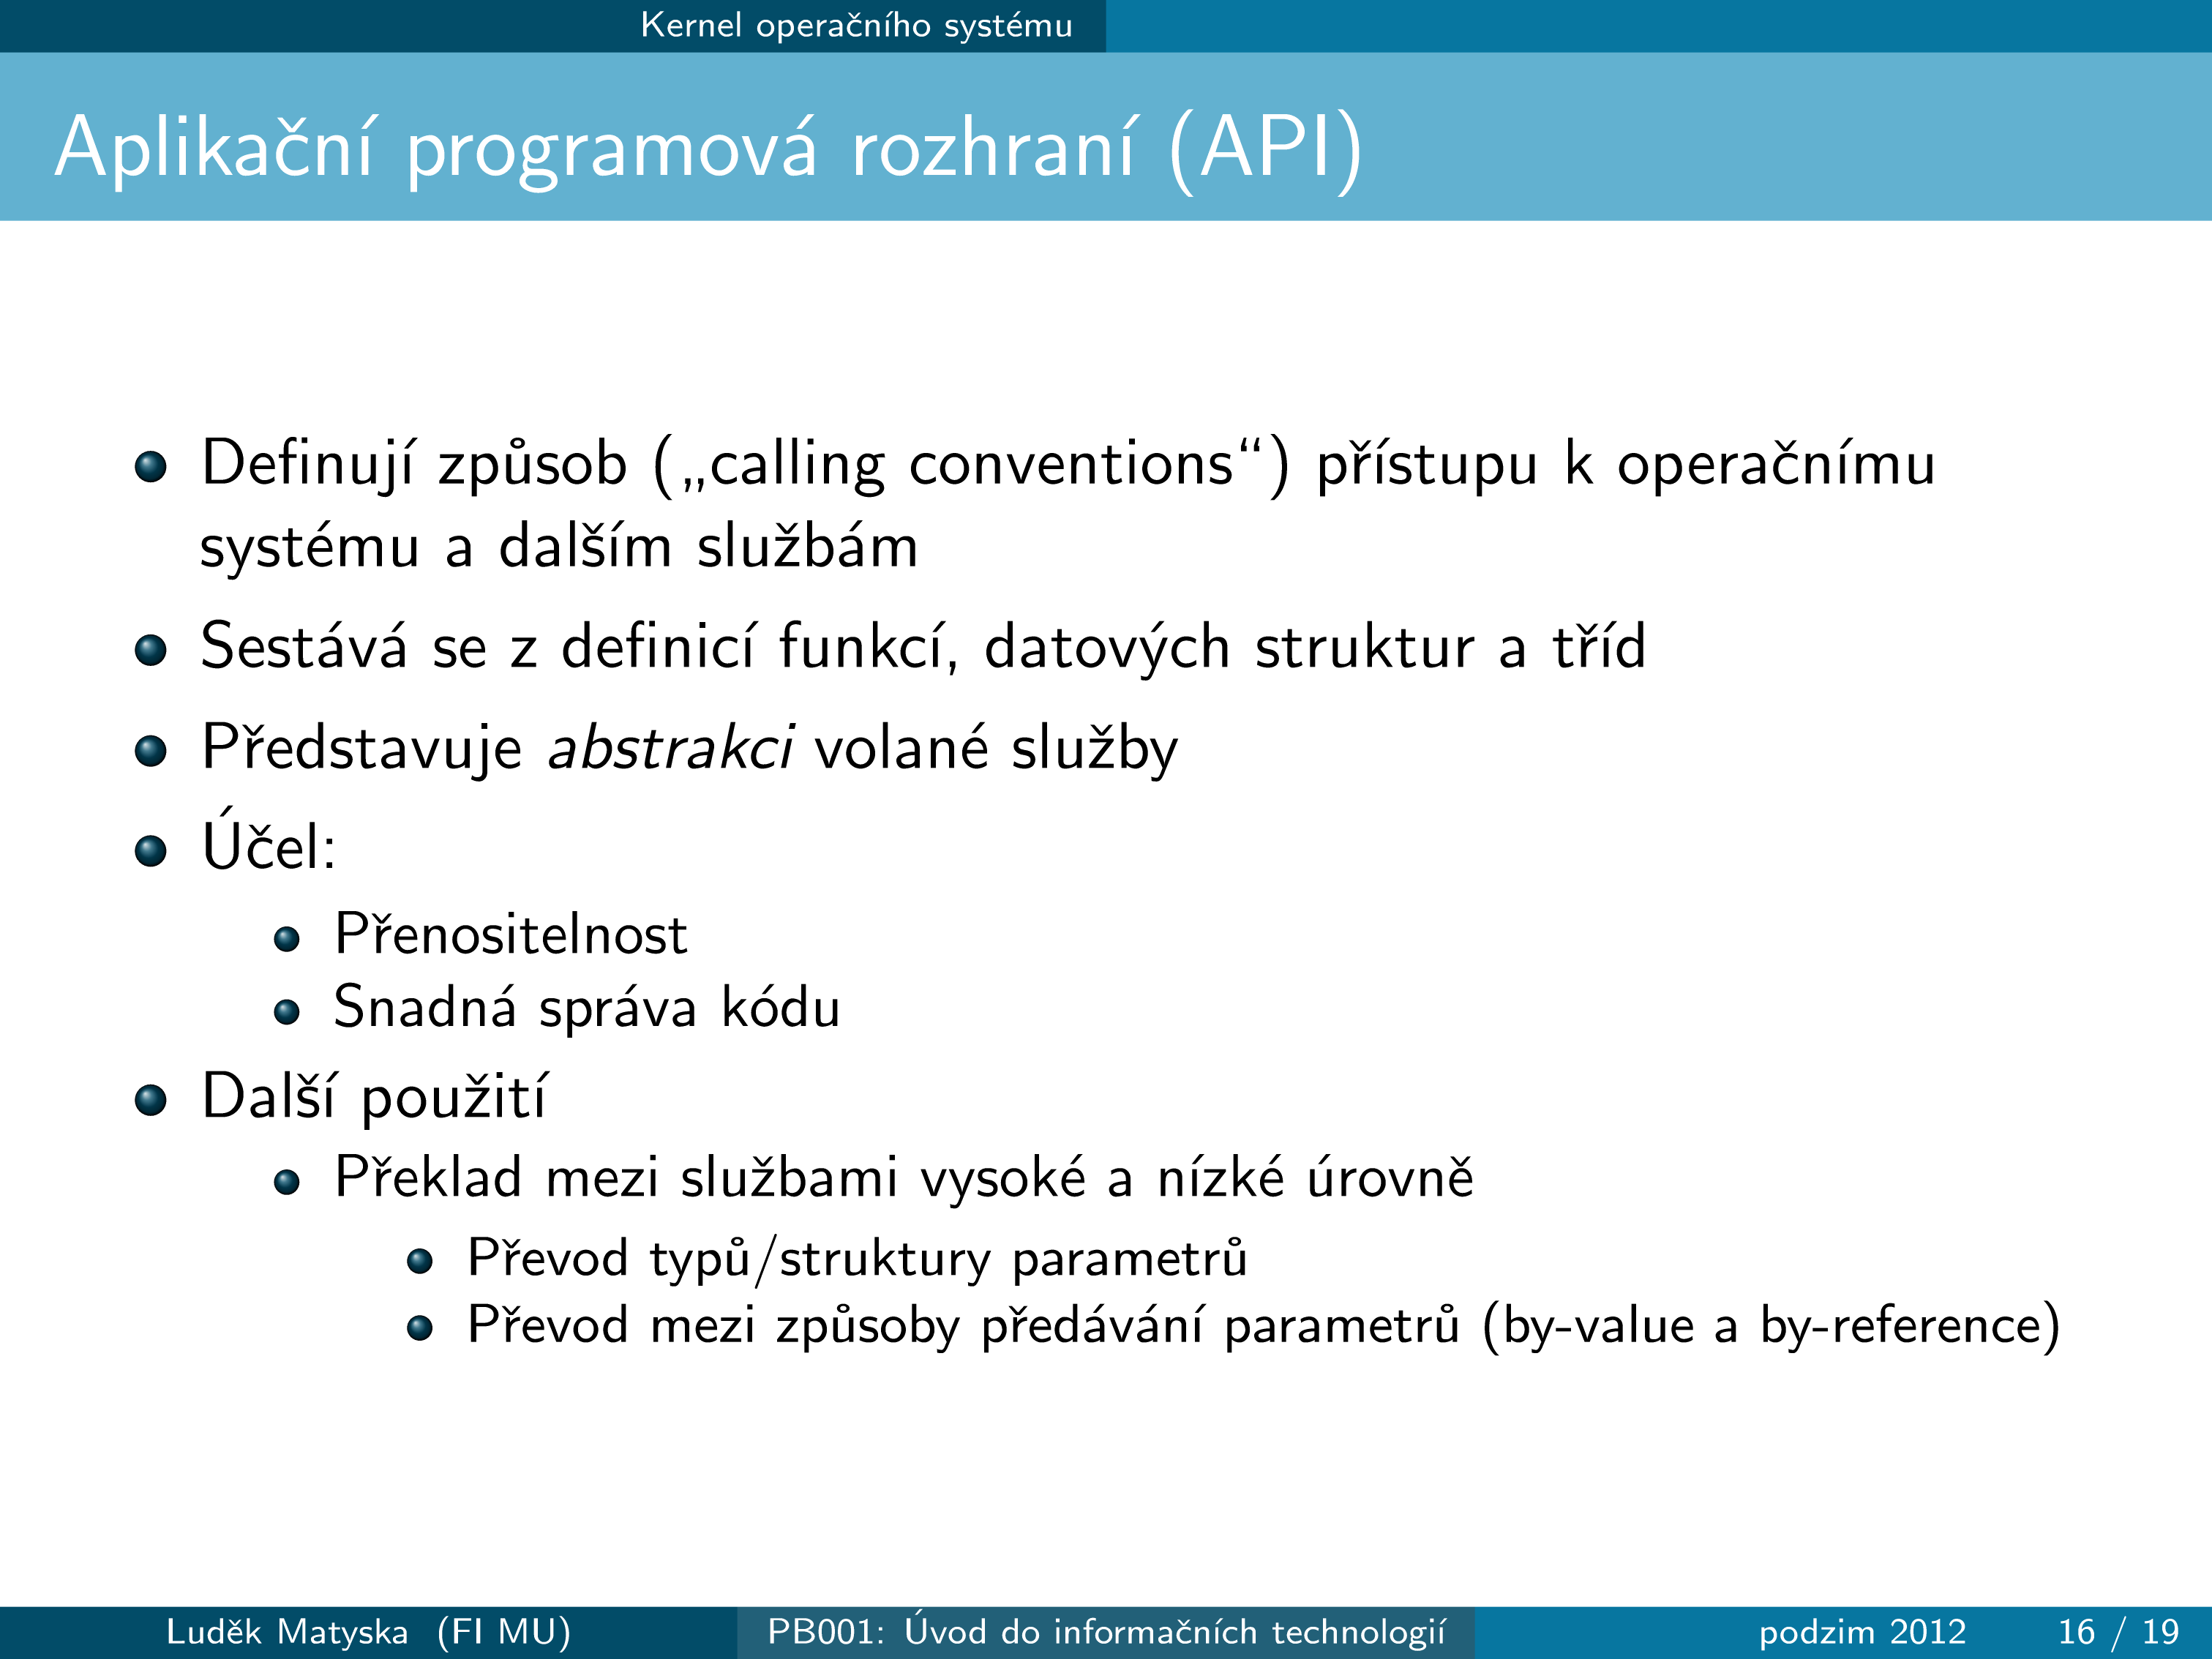 Kernel operačního systému
Aplikační programová rozhraní (API)
Definují způsob („calling conventions“) přístupu k operačnímu
systému a dalším službám
Sestává se z definicí funkcí, datových struktur a tříd
Představuje abstrakci volané služby
Účel:
Přenositelnost
Snadná správa kódu
Další použití
Překlad mezi službami vysoké a nízké úrovně
Převod typů/struktury parametrů
Převod mezi způsoby předávání parametrů (by-value a by-reference)
Luděk Matyska (FI MU) PB001: Úvod do informačních technologií podzim 2012 16 / 19